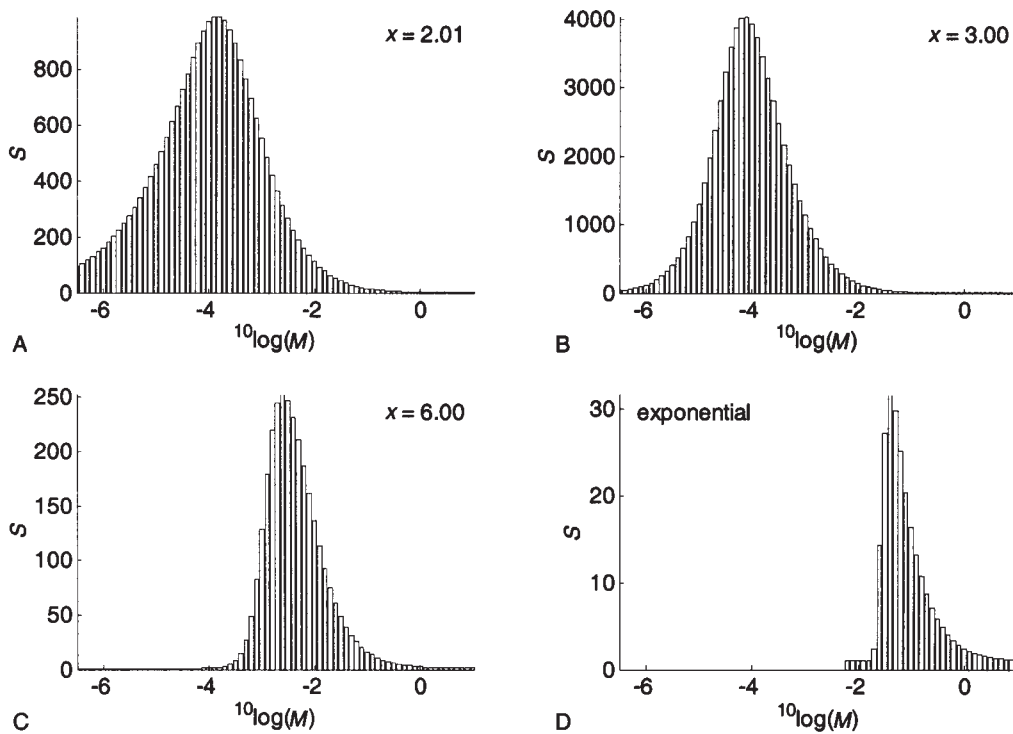 x = 2.01
800
600
400
200
0
S
-6 -4 -2 0
¹⁰log(M)
A
x = 3.00
4000
3000
2000
1000
0
S
-6 -4 -2 0
¹⁰log(M)
B
x = 6.00
250
200
150
100
50
0
S
-6 -4 -2 0
¹⁰log(M)
C
exponential
30
20
10
0
S
-6 -4 -2 0
¹⁰log(M)
D